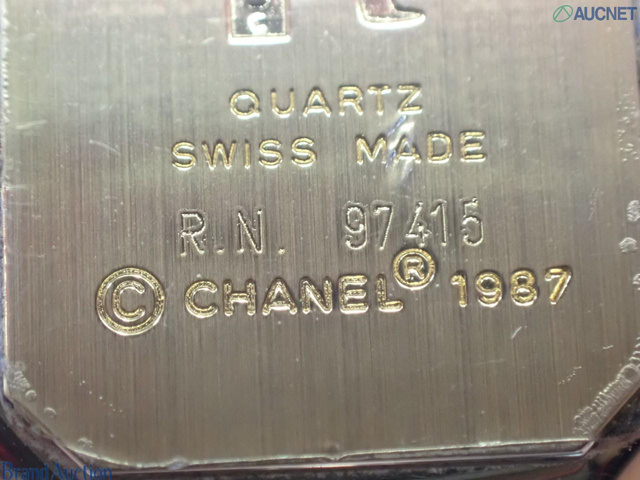 AUCNET
QUARTZ
SWISS MADE
R.N. 97415
© CHANEL® 1987
Brand Auction